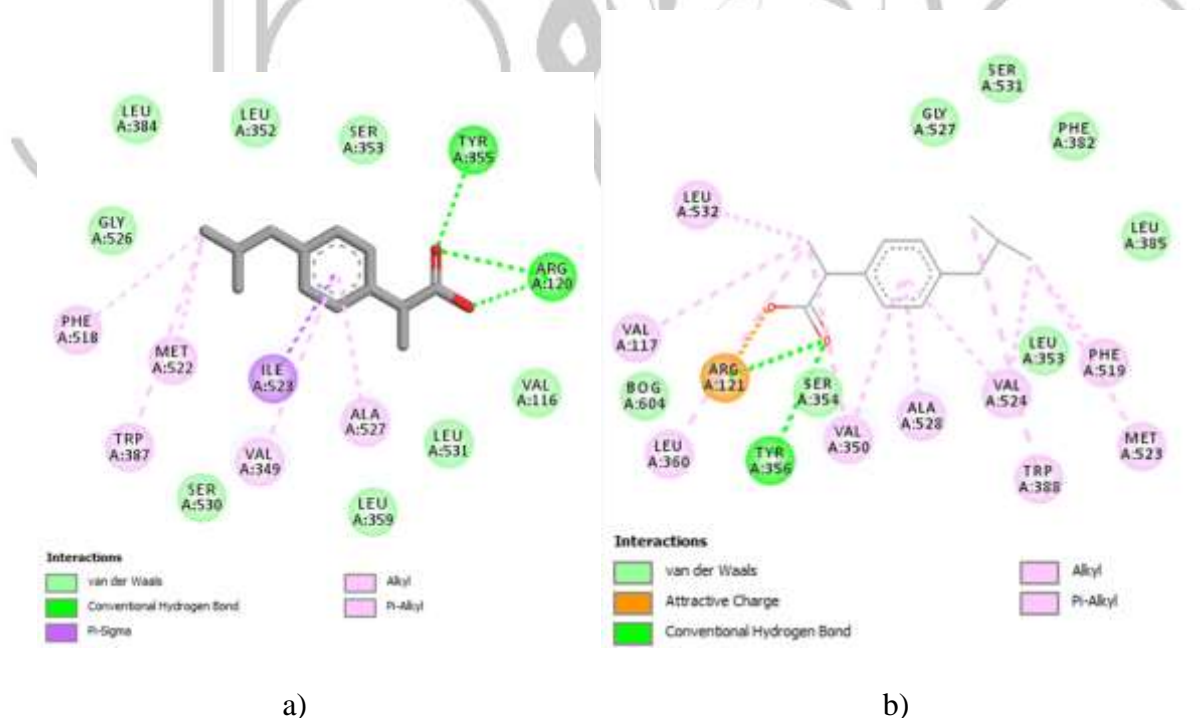 LEU
A:384
LEU
A:352
SER
A:353
TYR
A:355
GLY
A:526
ARG
A:120
PHE
A:518
MET
A:522
ILE
A:523
VAL
A:116
ALA
A:527
TRP
A:387
VAL
A:349
LEU
A:531
SER
A:530
LEU
A:359
Interactions
van der Waals
Conventional Hydrogen Bond
Pi-Sigma
Alkyl
Pi-Alkyl
a)
SER
A:531
GLY
A:527
PHE
A:382
LEU
A:532
LEU
A:385
VAL
A:117
BOG
A:604
ARG
A:121
SER
A:354
LEU
A:353
PHE
A:519
LEU
A:360
TYR
A:356
VAL
A:350
ALA
A:528
VAL
A:524
MET
A:523
TRP
A:388
Interactions
van der Waals
Attractive Charge
Conventional Hydrogen Bond
Alkyl
Pi-Alkyl
b)